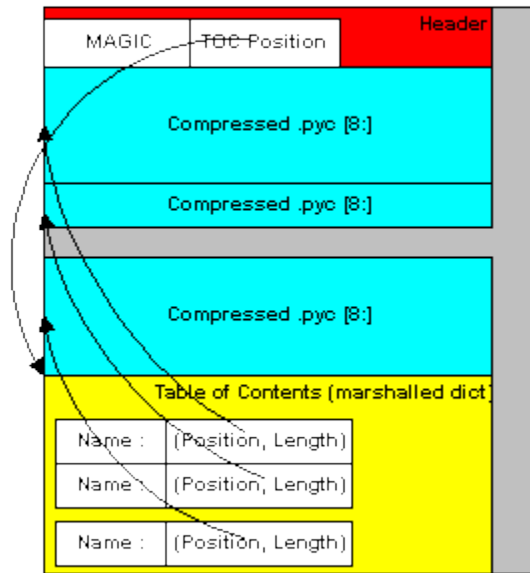 Header
MAGIC TOC Position
Compressed .pyc [8:]
Compressed .pyc [8:]
Compressed .pyc [8:]
Table of Contents (marshalled dict)
Name : (Position, Length)
Name : (Position, Length)
Name : (Position, Length)